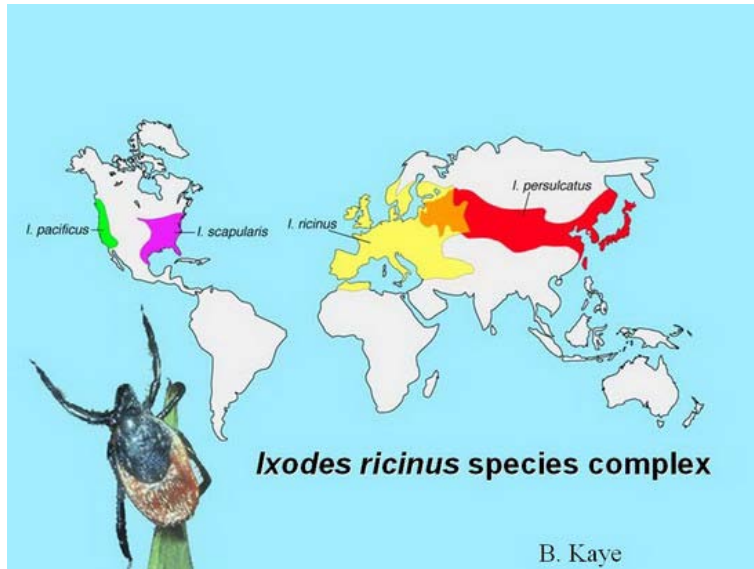 I. persulcatus
I. pacificus
I. scapularis
I. ricinus
Ixodes ricinus species complex
B. Kaye